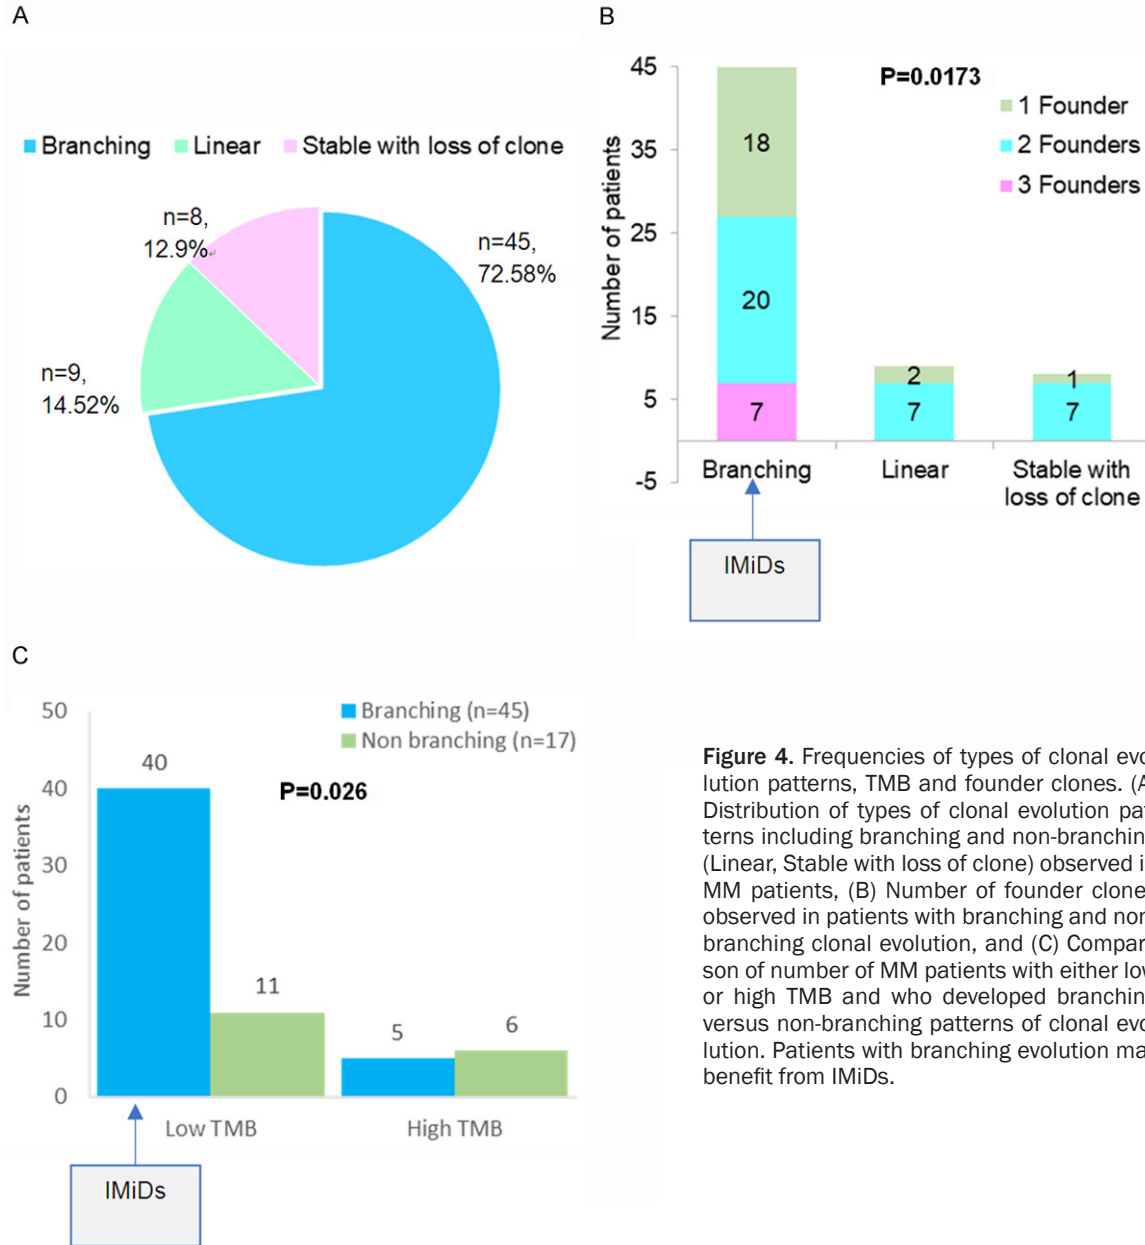 A
Branching Linear Stable with loss of clone
n=8,
12.9%
n=45,
72.58%
n=9,
14.52%
B
P=0.0173
1 Founder
2 Founders
3 Founders
Number of patients
45
35
25
15
5
-5
18
20
7
2
7
1
7
Branching Linear Stable with
loss of clone
IMiDs
C
Branching (n=45)
Non branching (n=17)
P=0.026
Number of patients
50
40
30
20
10
0
40
11
5
6
Low TMB High TMB
IMiDs
Figure 4. Frequencies of types of clonal evo
lution patterns, TMB and founder clones. (A
Distribution of types of clonal evolution pat
terns including branching and non-branchin
(Linear, Stable with loss of clone) observed i
MM patients, (B) Number of founder clone
observed in patients with branching and non
branching clonal evolution, and (C) Compar
son of number of MM patients with either lov
or high TMB and who developed branchin
versus non-branching patterns of clonal evo
lution. Patients with branching evolution ma
benefit from IMiDs.